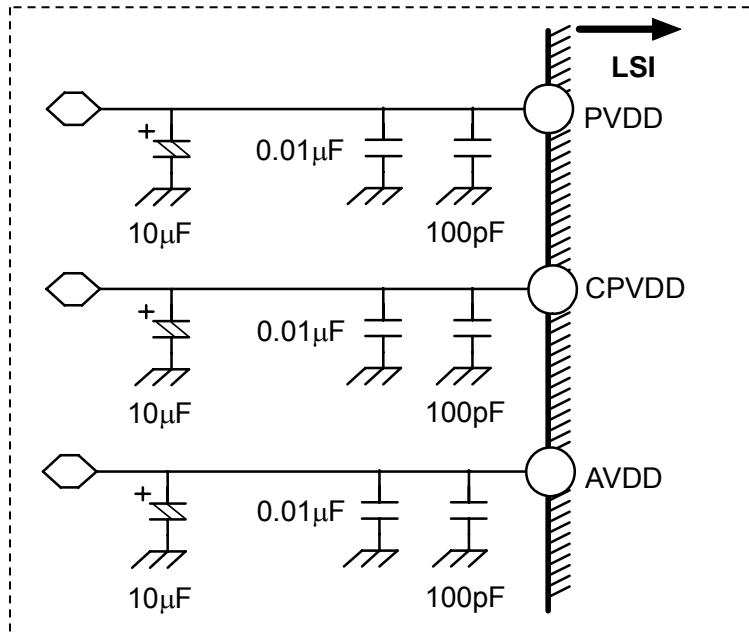 LSI
PVDD
+
0.01μF
10μF
100pF
CPVDD
+
0.01μF
10μF
100pF
AVDD
+
0.01μF
10μF
100pF